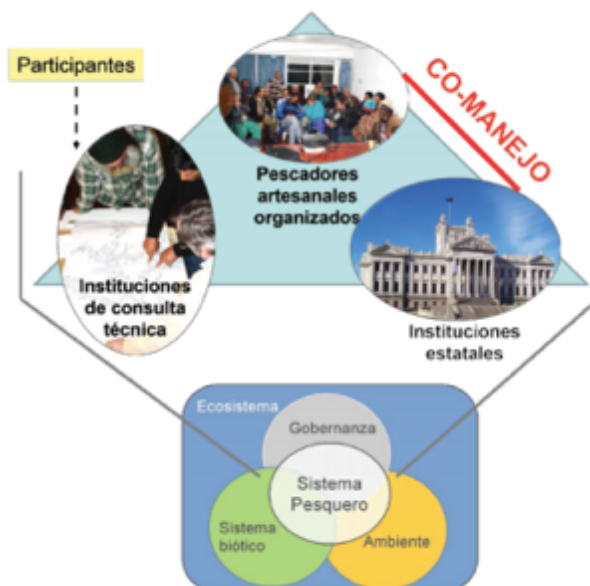 Participantes
CO-MANEJO
Pescadores
artesanales
organizados
Instituciones
de consulta
técnica
Instituciones
estatales
Ecosistema
Gobernanza
Sistema
Pesquero
Sistema
biótico
Ambiente